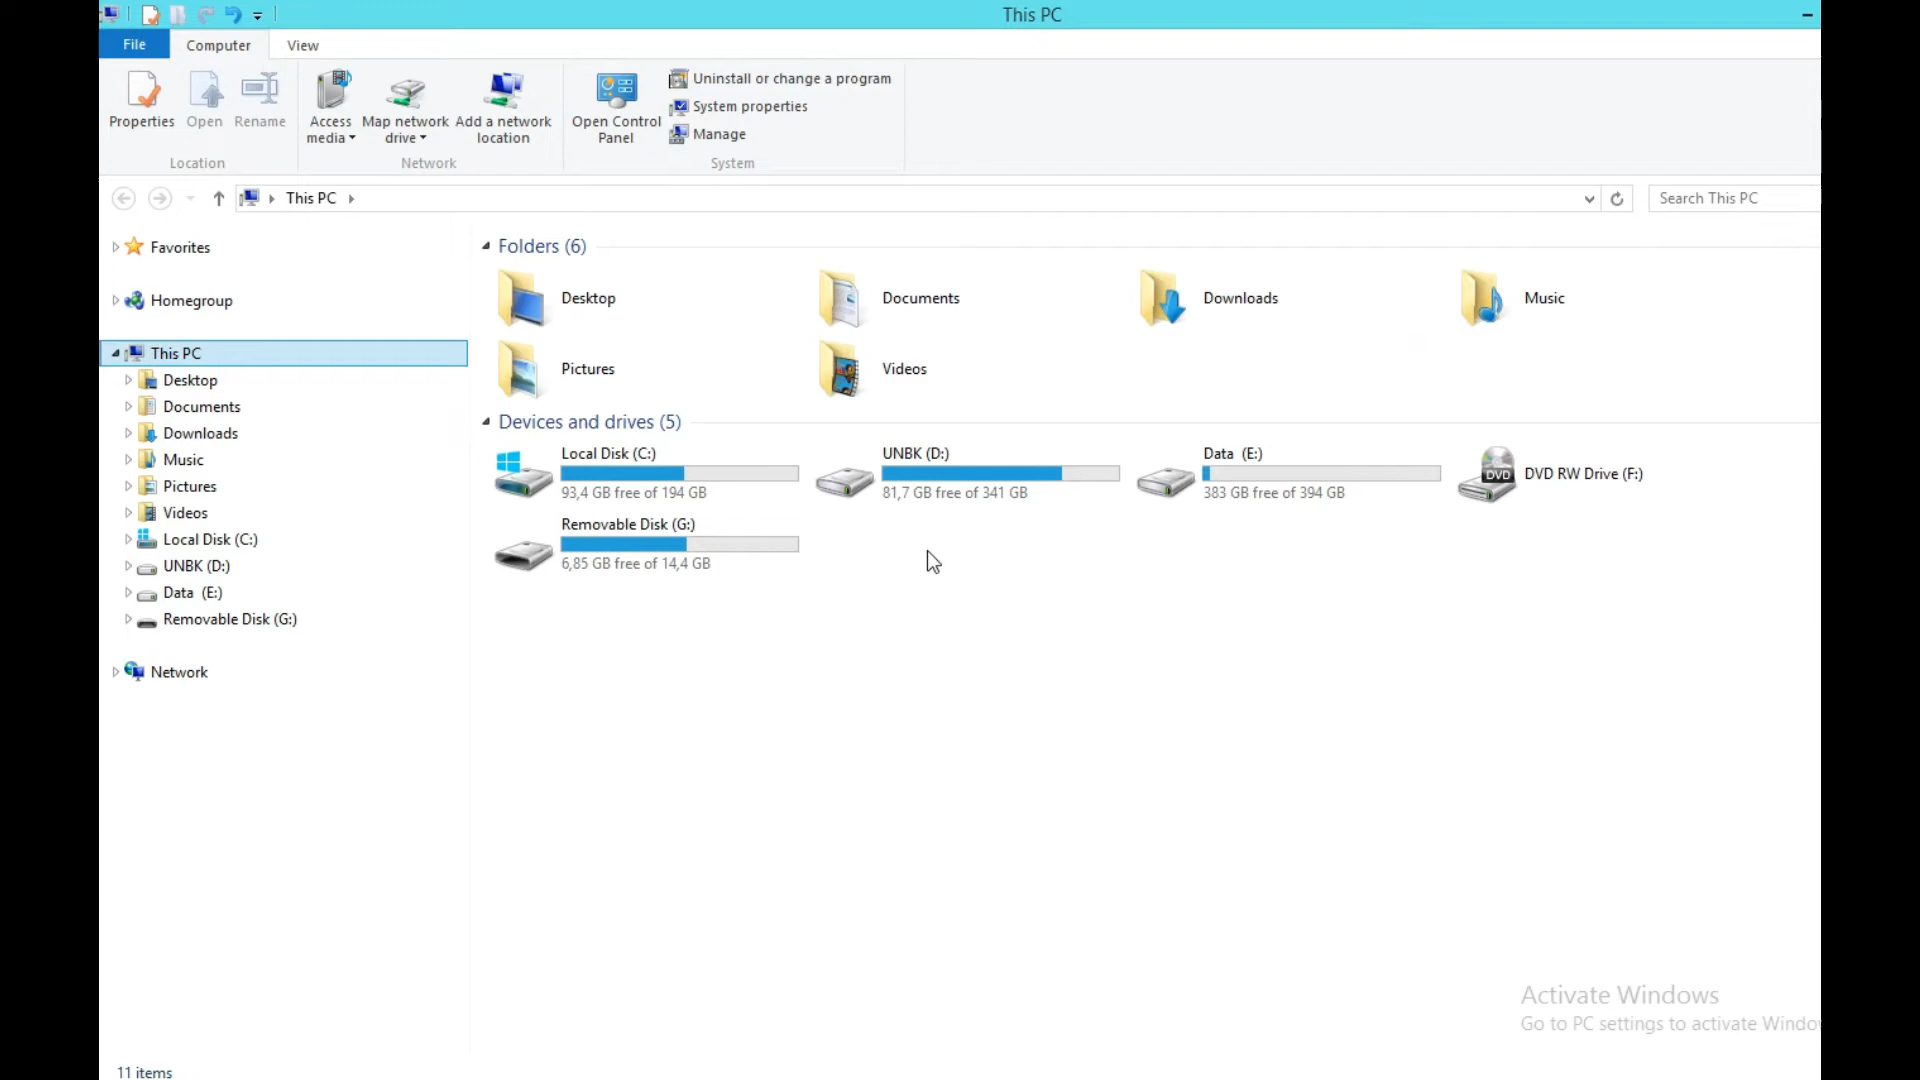 This PC
File Computer View
Uninstall or change a program
System properties
Manage
Properties Open Rename Access media Map network drive Add a network location Open Control Panel
Location Network System
This PC
Search This PC
Favorites
Homegroup
This PC
Desktop
Documents
Downloads
Music
Pictures
Videos
Local Disk (C:)
UNBK (D:)
Data (E:)
Removable Disk (G:)
Network
Folders (6)
Desktop Documents Downloads Music
Pictures Videos
Devices and drives (5)
Local Disk (C:)
93,4 GB free of 194 GB
UNBK (D:)
81,7 GB free of 341 GB
Data (E:)
383 GB free of 394 GB
DVD
DVD RW Drive (F:)
Removable Disk (G:)
6,85 GB free of 14,4 GB
Activate Windows
Go to PC settings to activate Windo
11 items